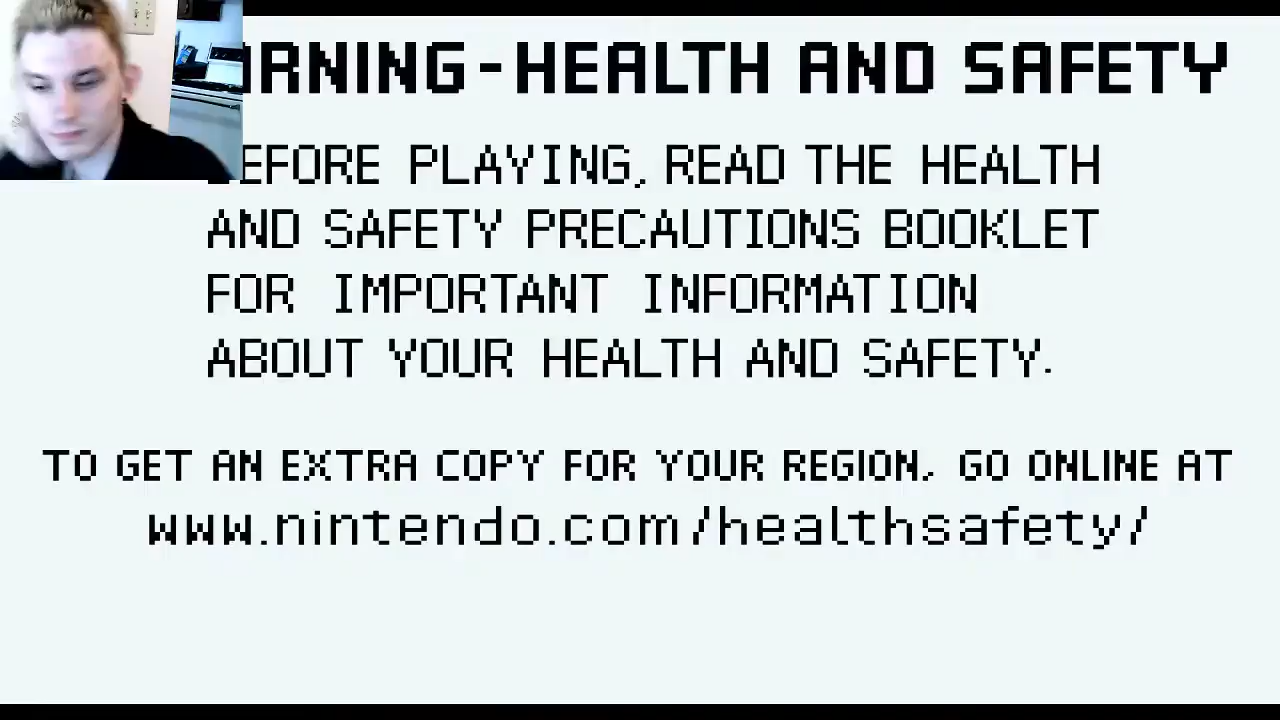 RNING-HEALTH AND SAFETY
EFORE PLAYING, READ THE HEALTH
AND SAFETY PRECAUTIONS BOOKLET
FOR IMPORTANT INFORMATION
ABOUT YOUR HEALTH AND SAFETY.
TO GET AN EXTRA COPY FOR YOUR REGION, GO ONLINE AT
www.nintendo.com/healthsafety/